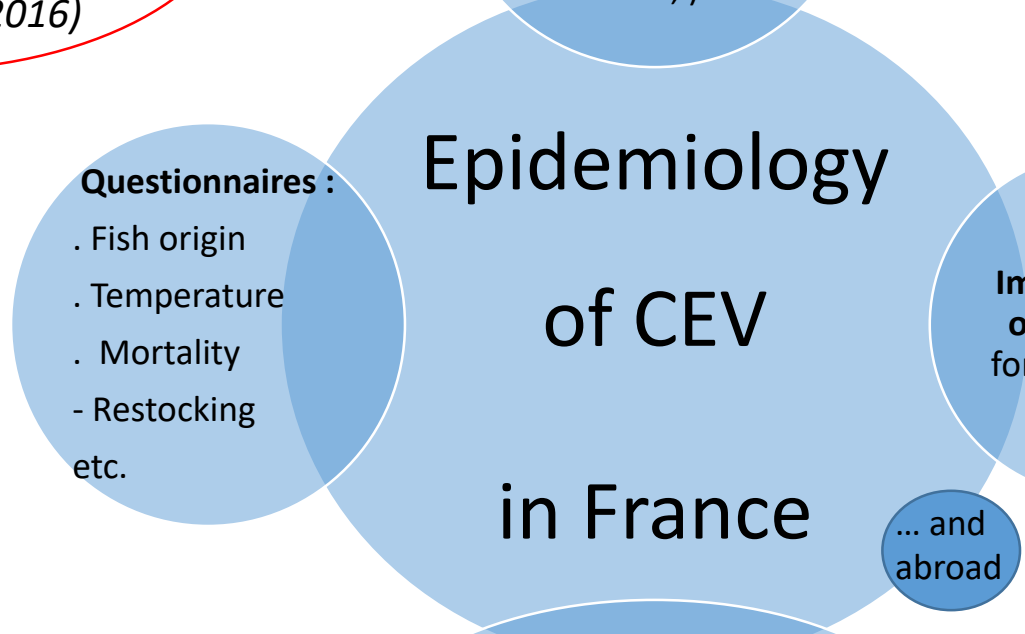 2016)
Epidemiology
of CEV
in France
Questionnaires :
. Fish origin
. Temperature
. Mortality
- Restocking
etc.
... and
abroad